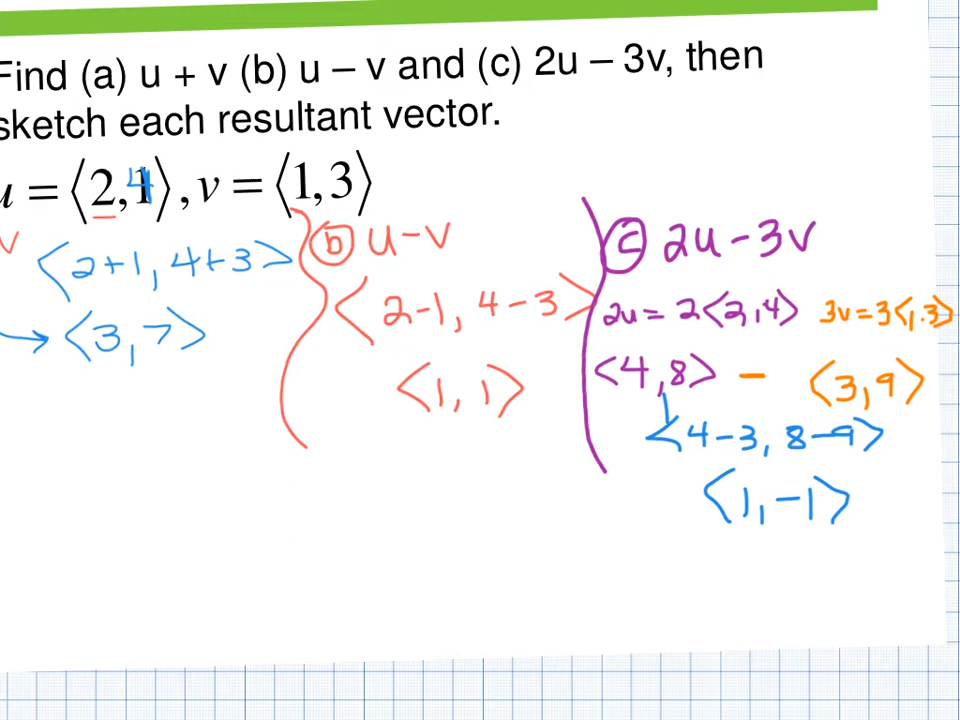 Find (a) u + v (b) u – v and (c) 2u – 3v, then
sketch each resultant vector.
u = ⟨2,4⟩, v = ⟨1,3⟩
v
<2+1, 4+3>
→ <3, 7>
(b) u-v
<2-1, 4-3>
<1, 1>
(c) 2u-3v
2u = 2<2,4> 3v=3<1,3>
<4,8> - <3,9>
<4-3, 8-9>
<1, -1>